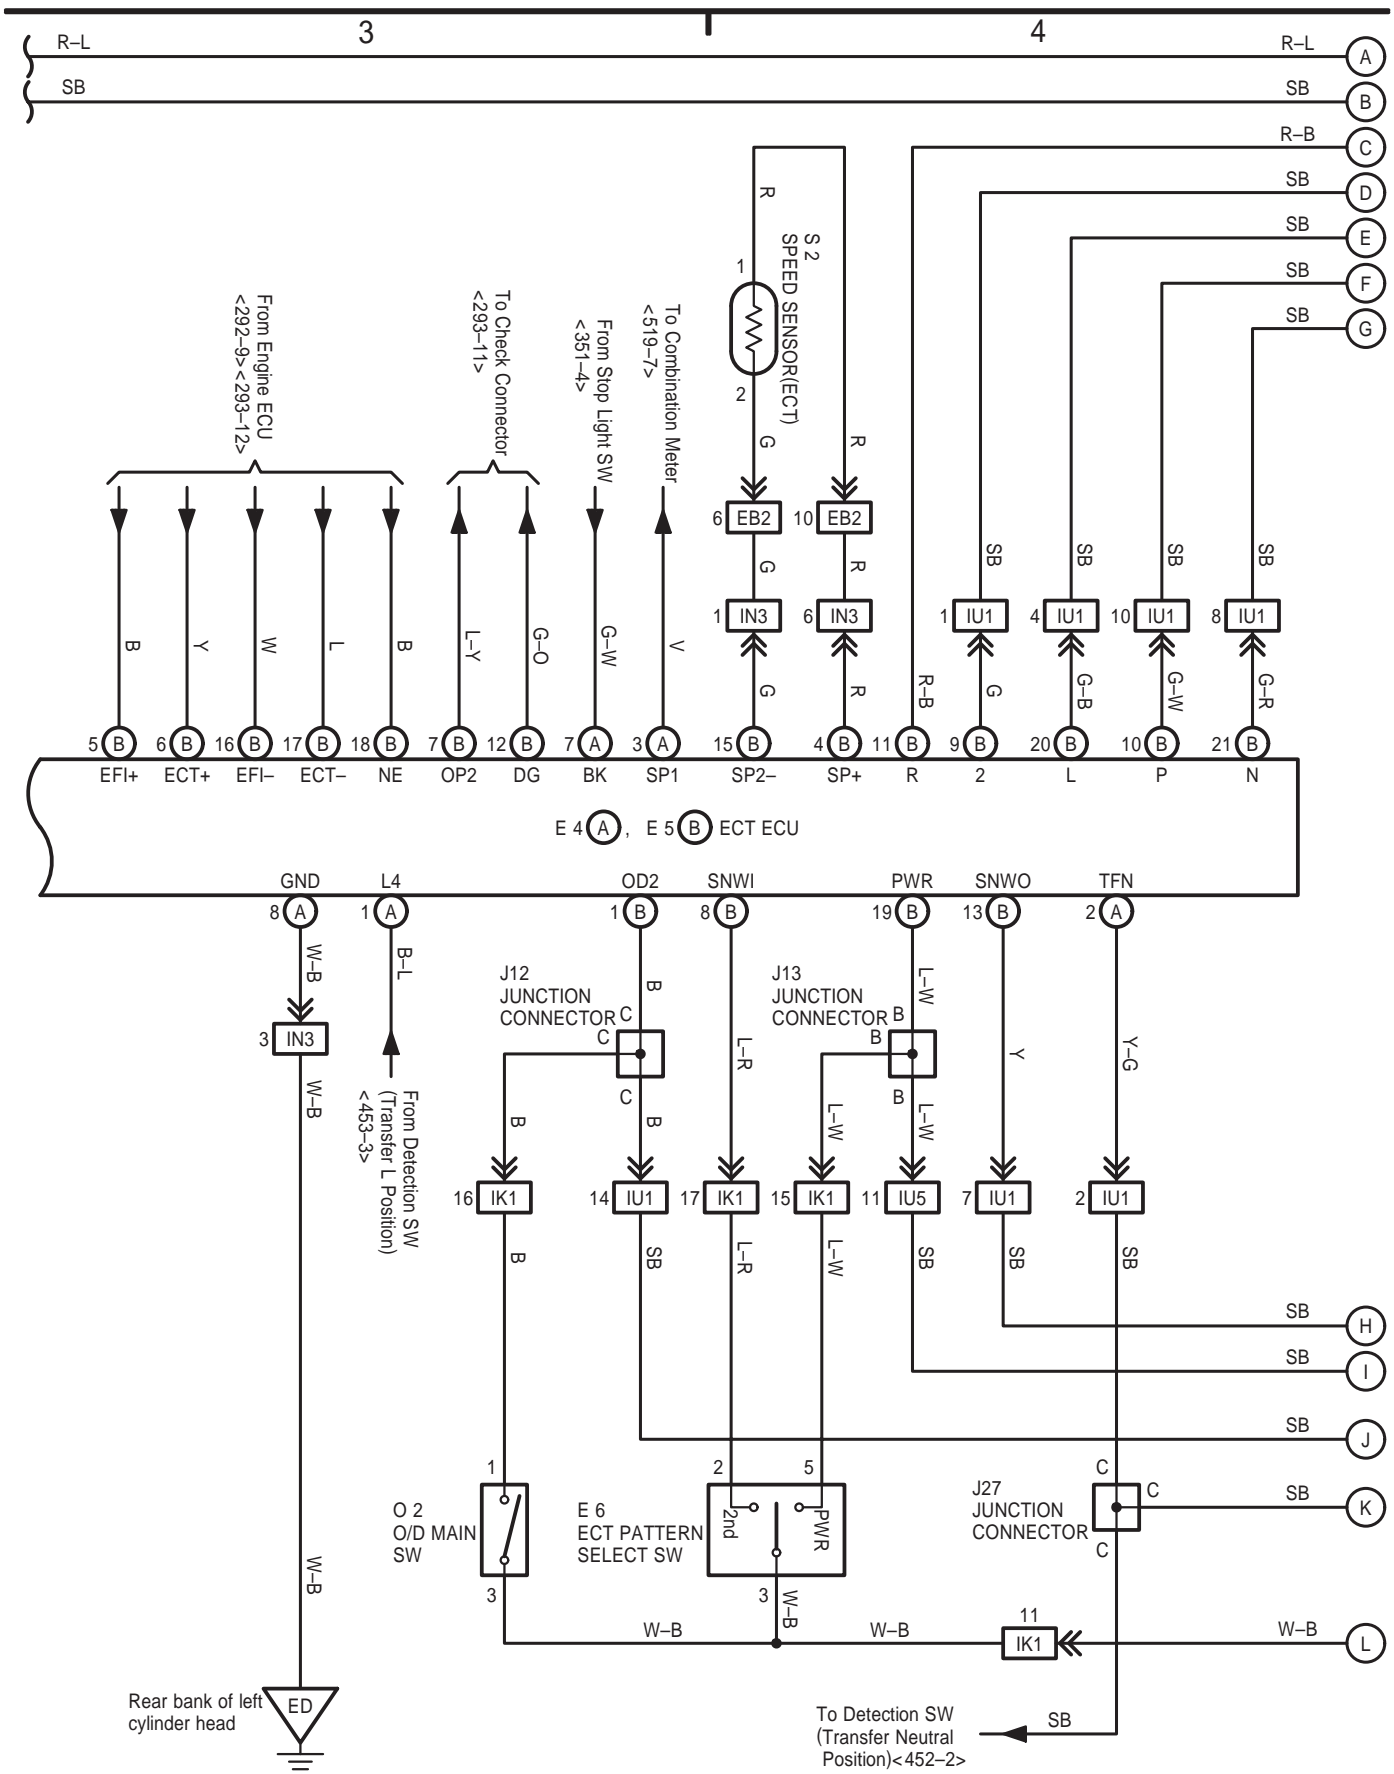 3
4
R–L
R–L
A
SB
SB
B
R–B
C
SB
D
SB
E
SB
F
SB
G
R
1
S 2
SPEED SENSOR(ECT)
2
From Engine ECU
<292–9><293–12>
To Check Connector
<293–11>
From Stop Light SW
<351–4>
To Combination Meter
<519–7>
G
R
6
EB2
10
EB2
G
R
SB
SB
SB
SB
1
IN3
6
IN3
1
IU1
4
IU1
10
IU1
8
IU1
B
Y
W
L
B
L–Y
G–O
G–W
V
G
R
R–B
G
G–B
G–W
G–R
5
B
6
B
16
B
17
B
18
B
7
B
12
B
7
A
3
A
15
B
4
B
11
B
9
B
20
B
10
B
21
B
EFI+
ECT+
EFI–
ECT–
NE
OP2
DG
BK
SP1
SP2–
SP+
R
2
L
P
N
E 4 A , E 5 B ECT ECU
GND
L4
OD2
SNWI
PWR
SNWO
TFN
8
A
1
A
1
B
8
B
19
B
13
B
2
A
W–B
B–L
B
L–R
L–W
Y
Y–G
J12
JUNCTION
CONNECTOR
C
C
C
J13
JUNCTION
CONNECTOR
B
B
B
3
IN3
W–B
From Detection SW
(Transfer L Position)
<453–3>
B
B
L–W
L–W
16
IK1
14
IU1
17
IK1
15
IK1
11
IU5
7
IU1
2
IU1
B
SB
L–R
L–W
SB
SB
SB
SB
H
SB
I
SB
J
1
2
5
C
O 2
O/D MAIN
SW
E 6
ECT PATTERN
SELECT SW
2nd
PWR
J27
JUNCTION
CONNECTOR
C
C
SB
K
W–B
3
3
W–B
W–B
W–B
11
IK1
W–B
L
Rear bank of left
cylinder head
ED
To Detection SW
(Transfer Neutral
Position)<452–2>
SB